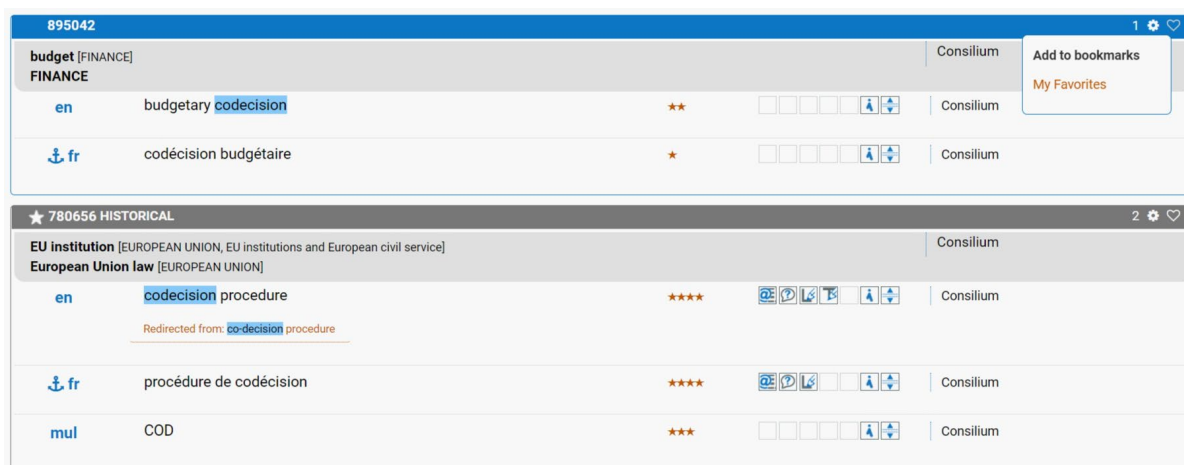 895042 1
budget [FINANCE] Consilium
FINANCE
Add to bookmarks
My Favorites
en budgetary codecision ★★ Consilium
fr codécision budgétaire ★ Consilium
★ 780656 HISTORICAL 2
EU institution [EUROPEAN UNION, EU institutions and European civil service] Consilium
European Union law [EUROPEAN UNION]
en codecision procedure ★★★★ Consilium
Redirected from: co-decision procedure
fr procédure de codécision ★★★★ Consilium
mul COD ★★★ Consilium